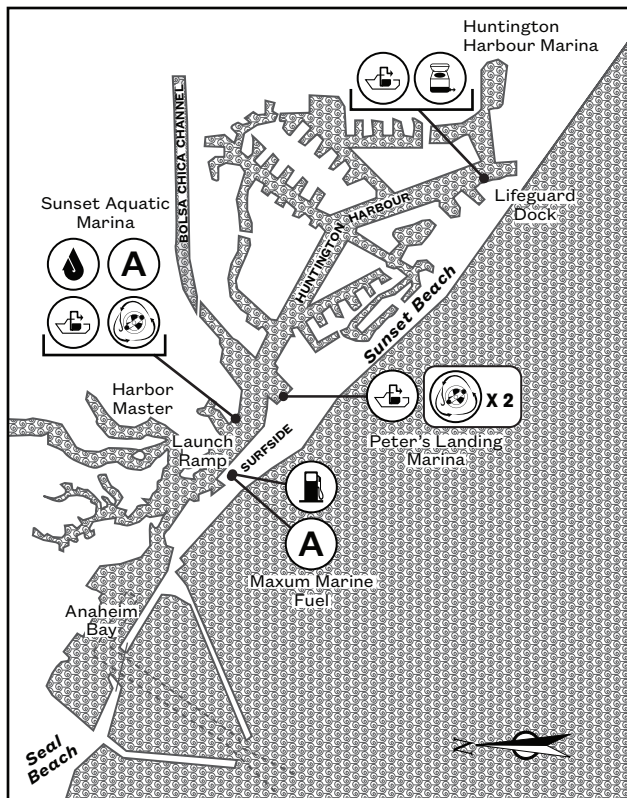 Huntington
Harbour Marina
BOLSA CHICA CHANNEL
Sunset Aquatic
Marina
A
HUNTINGTON HARBOUR
Lifeguard
Dock
Sunset Beach
Harbor
Master
Launch
Ramp
SURFSIDE
X 2
Peter's Landing
Marina
A
Maxum Marine
Fuel
Anaheim
Bay
Seal
Beach
N